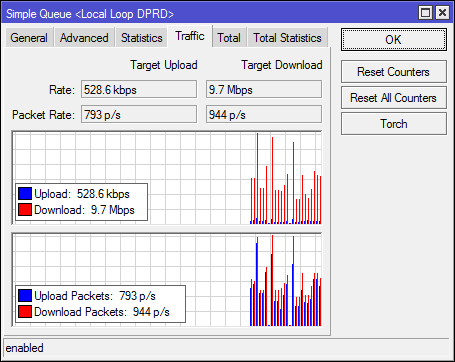 Simple Queue <Local Loop DPRD>
General Advanced Statistics Traffic Total Total Statistics
Target Upload Target Download
Rate: 528.6 kbps 9.7 Mbps
Packet Rate: 793 p/s 944 p/s
Upload: 528.6 kbps
Download: 9.7 Mbps
Upload Packets: 793 p/s
Download Packets: 944 p/s
OK
Reset Counters
Reset All Counters
Torch
enabled